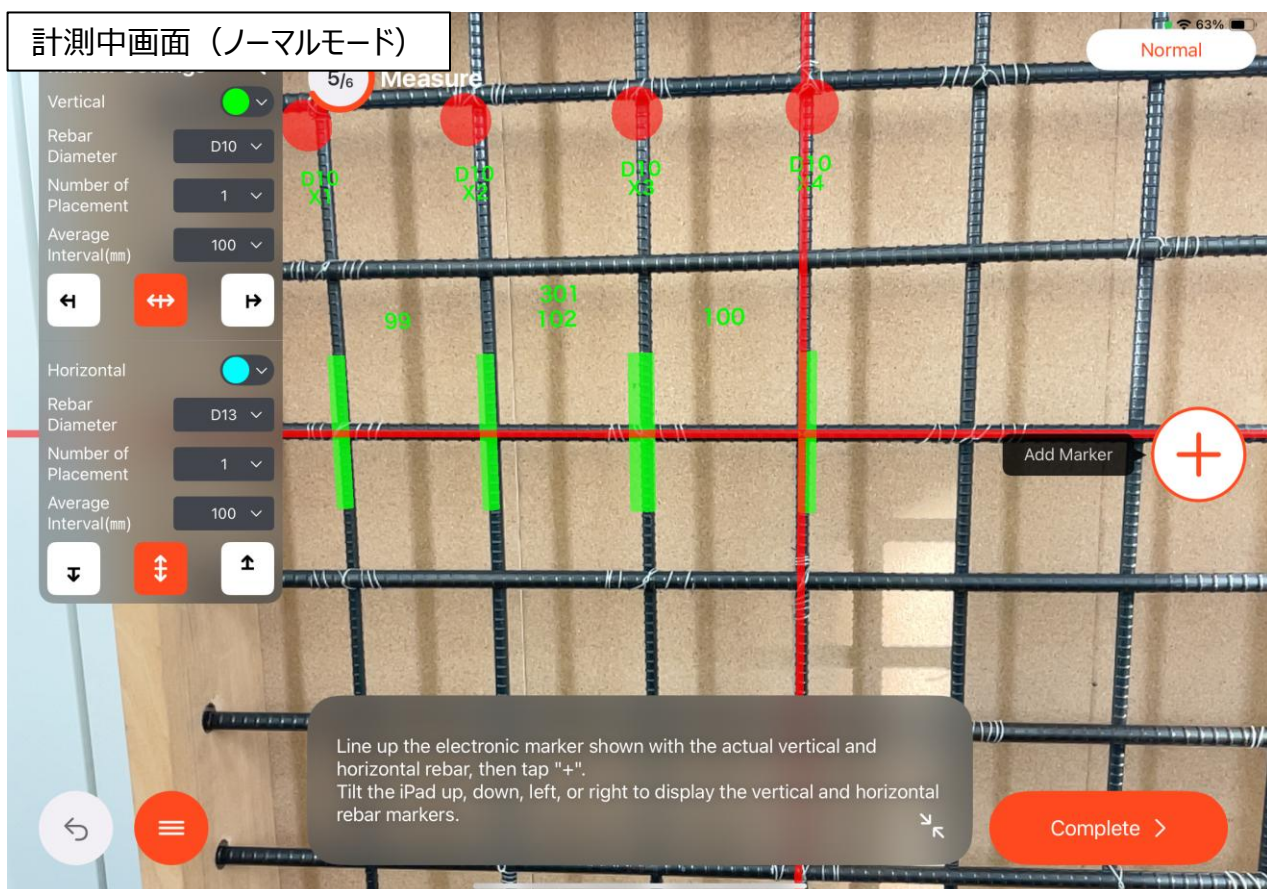 計測中画面（ノーマルモード）
63%
Normal
5/6
Measure
Vertical
Rebar
Diameter
D10
Number of
Placement
1
Average
Interval(㎜)
100
Horizontal
Rebar
Diameter
D13
Number of
Placement
1
Average
Interval(㎜)
100
D10
X1
D10
X2
D10
X3
D10
X4
99
301
102
100
Add Marker
Line up the electronic marker shown with the actual vertical and
horizontal rebar, then tap "+".
Tilt the iPad up, down, left, or right to display the vertical and horizontal
rebar markers.
Complete